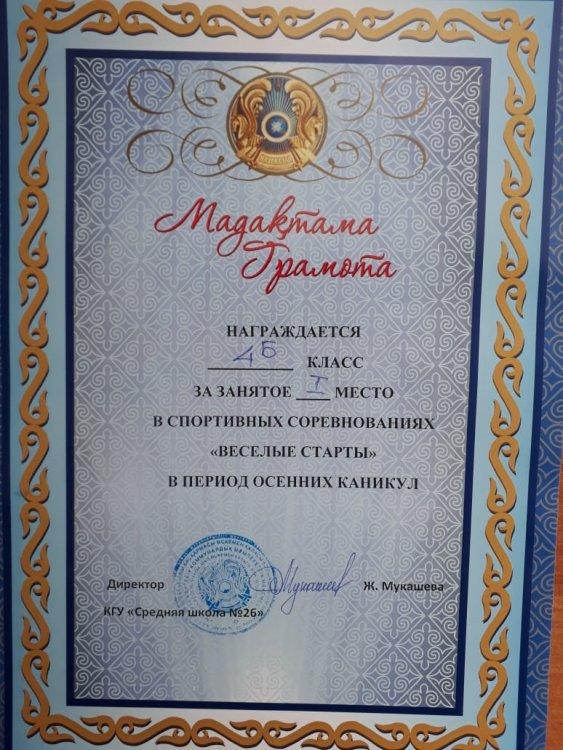 Мадақтама
Грамота
НАГРАЖДАЕТСЯ
4Б КЛАСС
ЗА ЗАНЯТОЕ I МЕСТО
В СПОРТИВНЫХ СОРЕВНОВАНИЯХ
«ВЕСЕЛЫЕ СТАРТЫ»
В ПЕРИОД ОСЕННИХ КАНИКУЛ
Директор Ж. Мукашева
КГУ «Средняя школа №26»